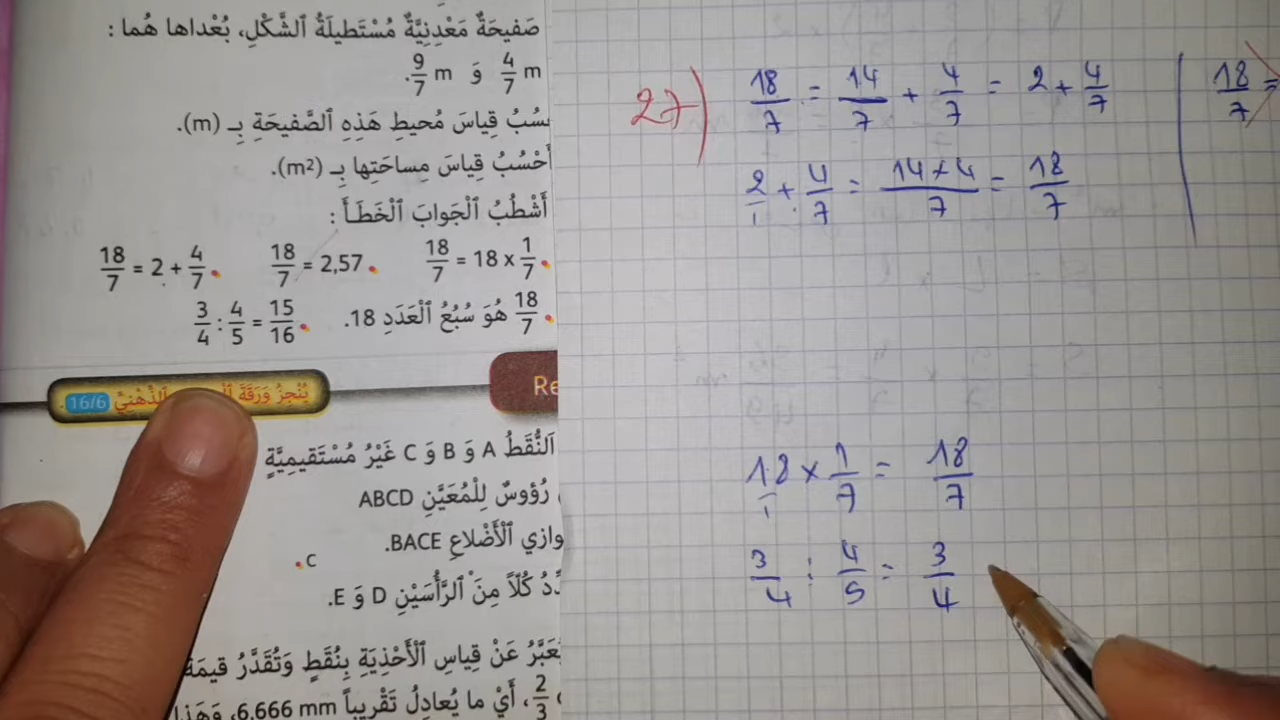 صَفيحَةٌ مَعْدِنِيَّةٌ مُسْتَطيلَةُ ٱلشَّكْلِ، بُعْداها هُما :
4/7 m وَ 9/7 m.
قِياسَ مُحيطِ هَذِهِ ٱلصَّفيحَةِ بِـ (m).
أَحْسُبُ قِياسَ مِساحَتِها بِـ (m²).
أَشْطُبُ ٱلْجَوابَ ٱلْخَطَأَ :
18/7 = 18 x 1/7 . 18/7 = 2,57 . 18/7 = 2 + 4/7 .
18/7 هُوَ سُبُعُ ٱلْعَدَدِ 18. 3/4 : 4/5 = 15/16 .
Re
يُنْجِزُ وَرَقَةَ ٱلذِّهْنِيِّ 16/6
ٱلنُّقَطُ A وَ B وَ C غَيْرُ مُسْتَقيمِيَّةٍ
رُؤوسٌ لِلْمُعَيَّنِ ABCD
ٱلْأَضْلاعِ BACE.
C
كُلّاً مِنَ ٱلرَّأْسَيْنِ D وَ E.
عَنْ قِياسِ ٱلْأَحْذِيَةِ بِنُقَطٍ وَتُقَدَّرُ قيمَة
2/3، أَيْ ما يُعادِلُ تَقْريباً 6,666 mm،
27) 18/7 = 14/7 + 4/7 = 2 + 4/7
18/7 =
2/1 + 4/7 = 14+4/7 = 18/7
18/1 × 1/7 = 18/7
3/4 : 4/5 = 3/4